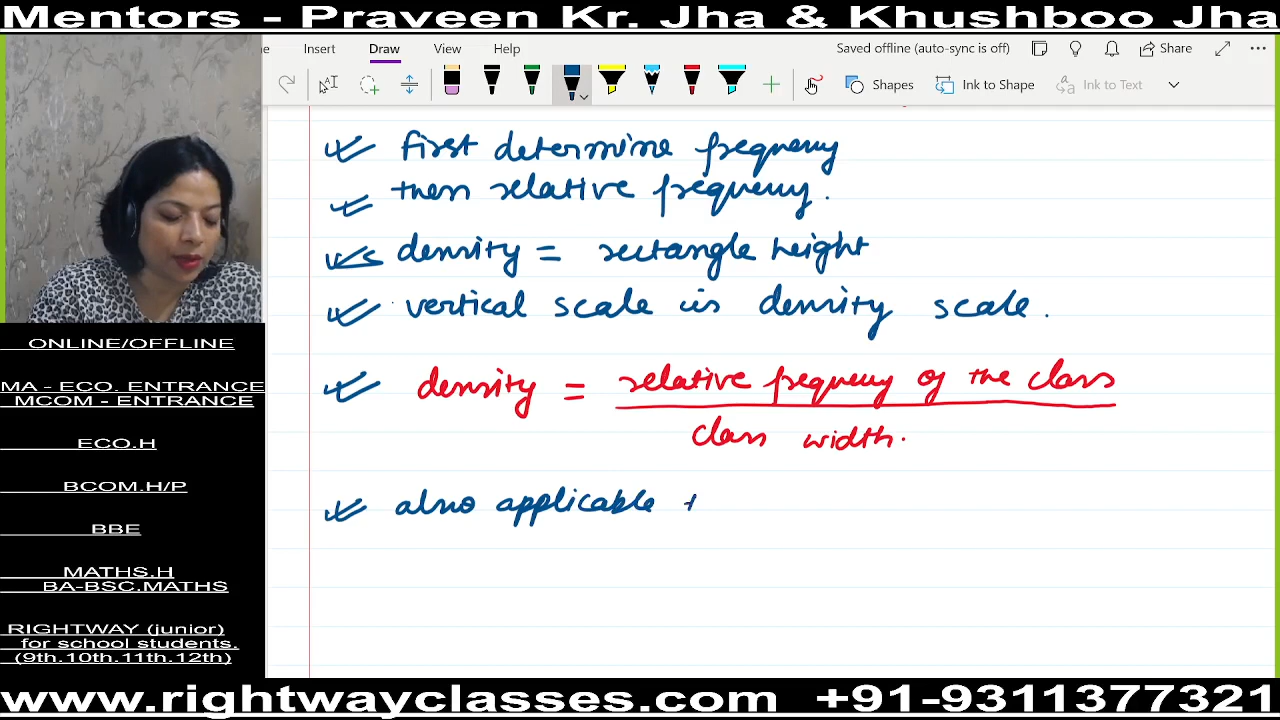 Mentors - Praveen Kr. Jha & Khushboo Jha
Insert Draw View Help Saved offline (auto-sync is off) Share
Shapes Ink to Shape Ink to Text
first determine frequency
then relative frequency.
density = rectangle height
vertical scale is density scale.
density = relative frequency of the class
class width.
also applicable t
ONLINE/OFFLINE
MA - ECO. ENTRANCE
MCOM - ENTRANCE
ECO.H
BCOM.H/P
BBE
MATHS.H
BA-BSC.MATHS
RIGHTWAY (junior)
for school students.
(9th.10th.11th.12th)
www.rightwayclasses.com +91-9311377321